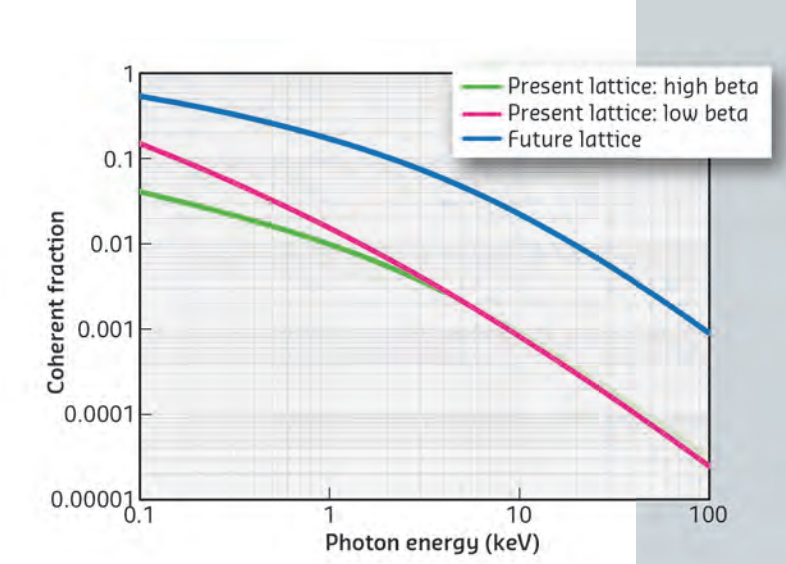 Present lattice: high beta
Present lattice: low beta
Future lattice
Coherent fraction
1
0.1
0.01
0.001
0.0001
0.00001
0.1 1 10 100
Photon energy (keV)